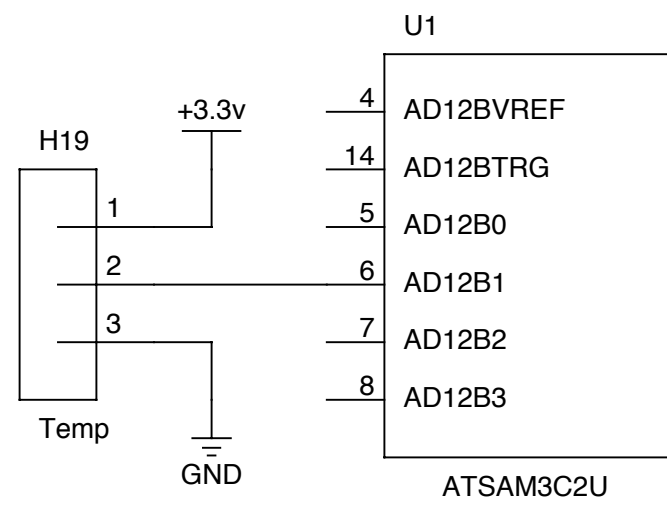 U1
+3.3v
4
AD12BVREF
H19
14
AD12BTRG
1
5
AD12B0
2
6
AD12B1
3
7
AD12B2
8
AD12B3
Temp
GND
ATSAM3C2U